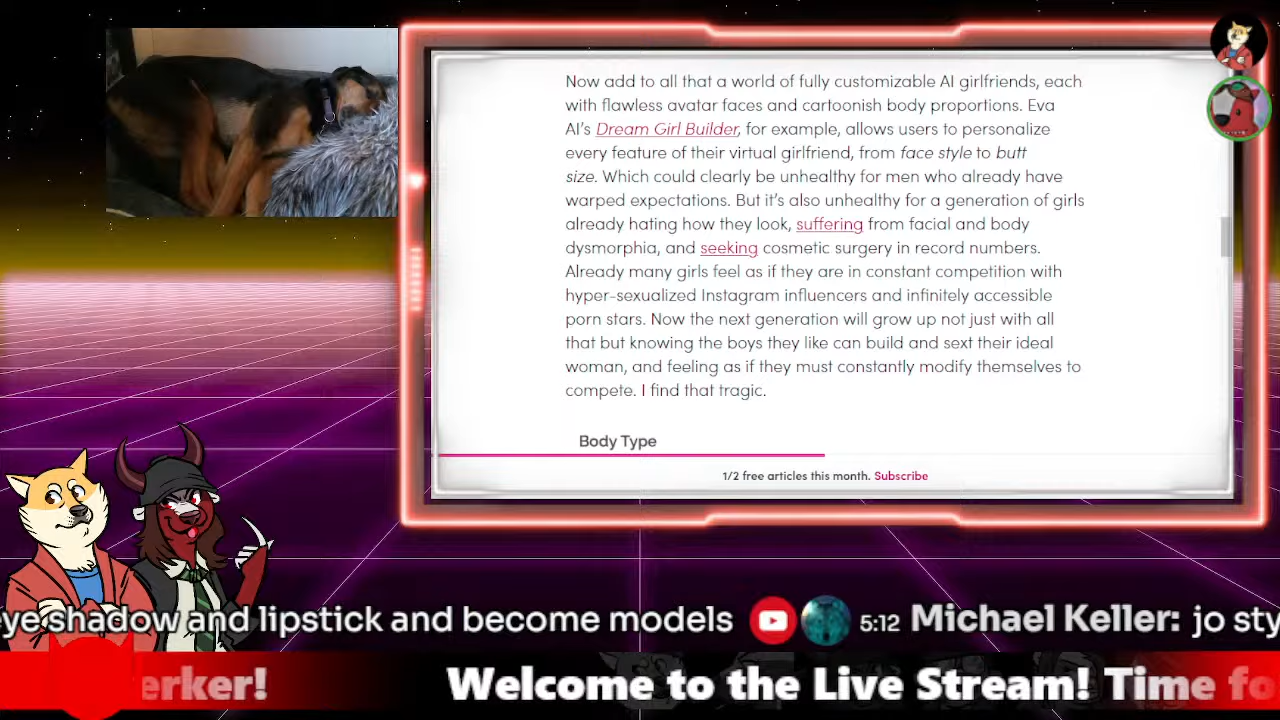 Now add to all that a world of fully customizable AI girlfriends, each
with flawless avatar faces and cartoonish body proportions. Eva
AI’s Dream Girl Builder, for example, allows users to personalize
every feature of their virtual girlfriend, from face style to butt
size. Which could clearly be unhealthy for men who already have
warped expectations. But it’s also unhealthy for a generation of girls
already hating how they look, suffering from facial and body
dysmorphia, and seeking cosmetic surgery in record numbers.
Already many girls feel as if they are in constant competition with
hyper-sexualized Instagram influencers and infinitely accessible
porn stars. Now the next generation will grow up not just with all
that but knowing the boys they like can build and sext their ideal
woman, and feeling as if they must constantly modify themselves to
compete. I find that tragic.
Body Type
1/2 free articles this month. Subscribe
eye shadow and lipstick and become models 5:12 Michael Keller: jo sty
erker! Welcome to the Live Stream! Time fo